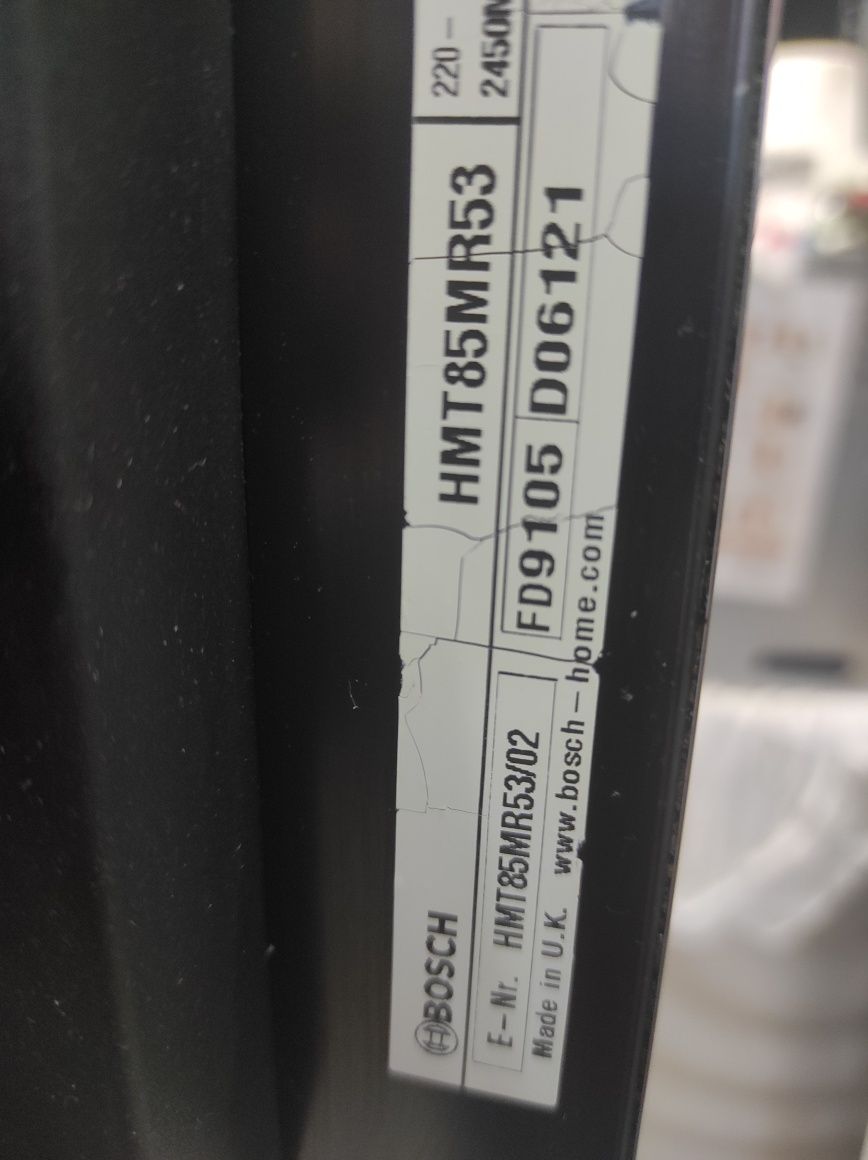 BOSCH
HMT85MR53
220-
2450M
E-Nr. HMT85MR53/02
FD9105
D06121
Made in U.K.
www.bosch-home.com